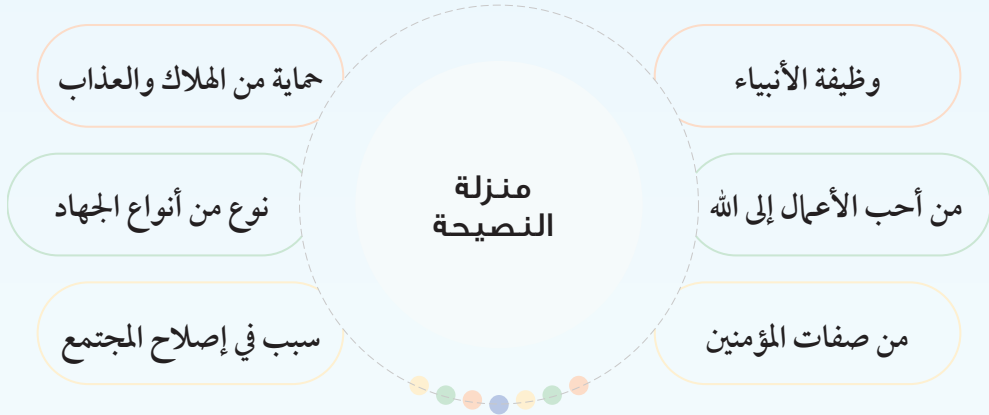 منزلة
النصيحة
وظيفة الأنبياء
من أحب الأعمال إلى الله
من صفات المؤمنين
حماية من الهلاك والعذاب
نوع من أنواع الجهاد
سبب في إصلاح المجتمع